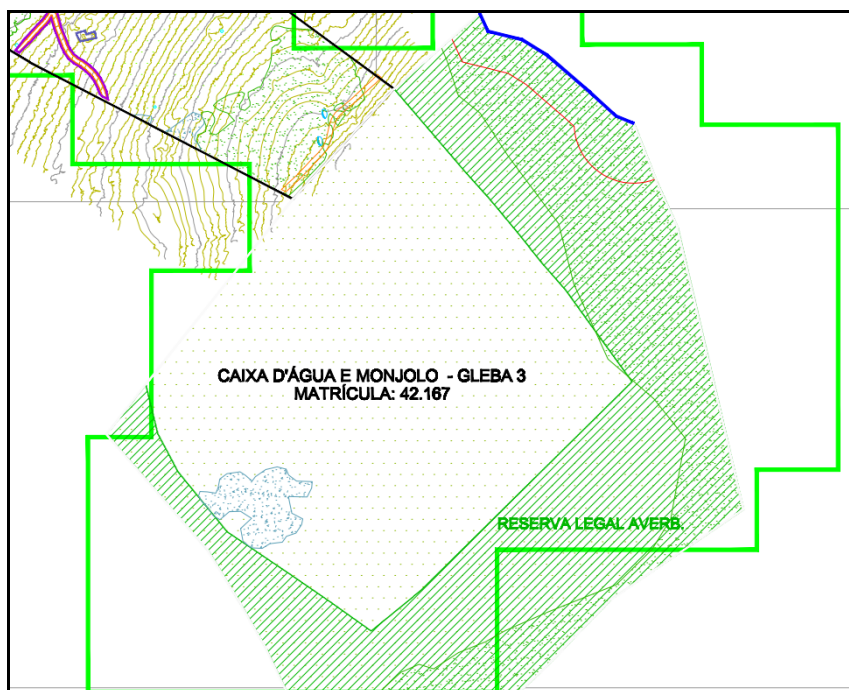 CAIXA D'ÁGUA E MONJOLO - GLEBA 3
MATRÍCULA: 42.167
RESERVA LEGAL AVERB.